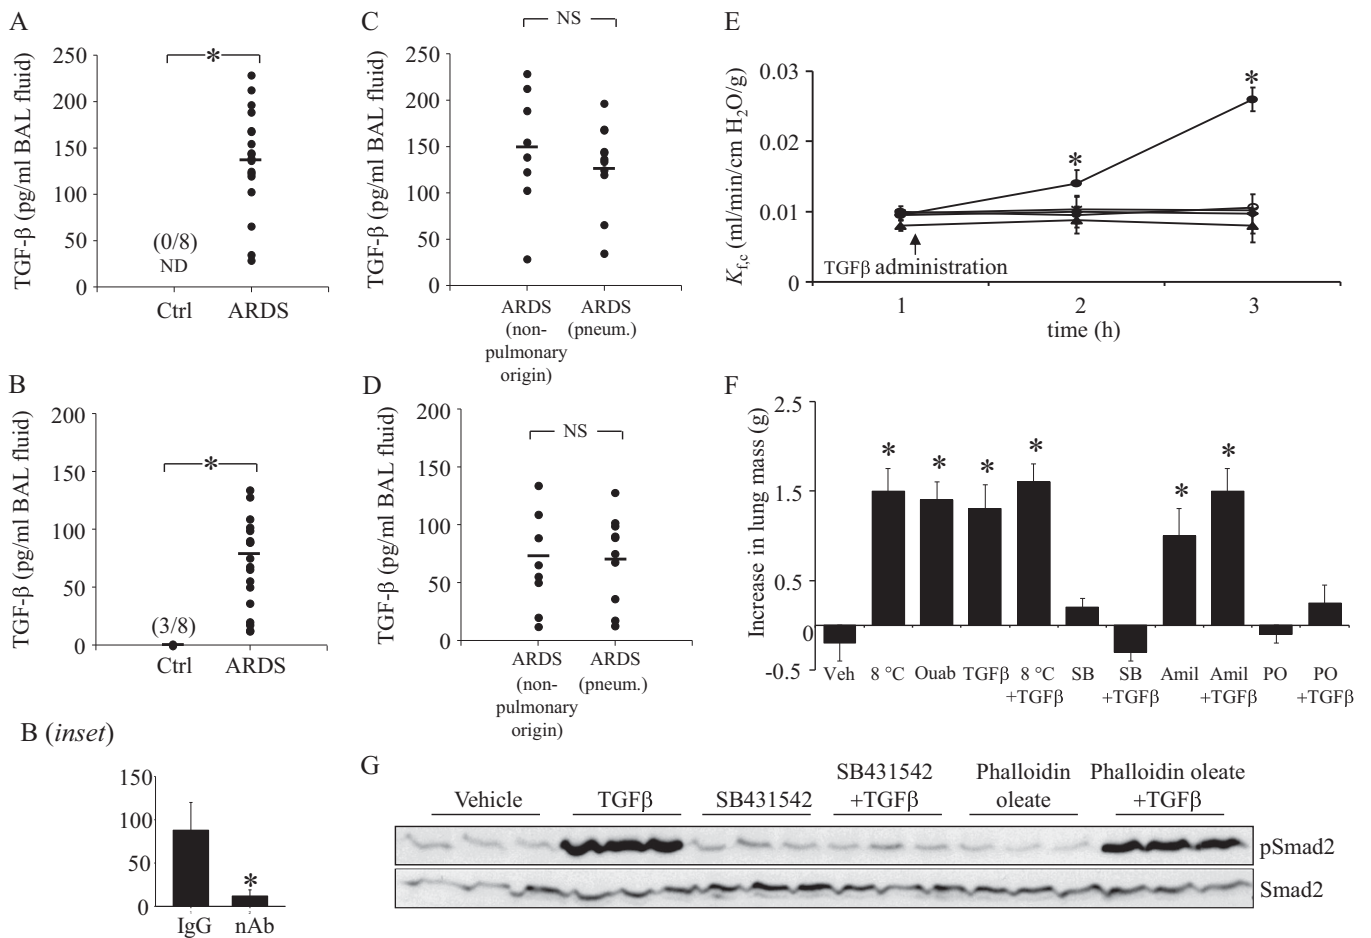 A
TGF-β (pg/ml BAL fluid)
250
200
150
100
50
0
*
(0/8)
ND
Ctrl
ARDS
B
TGF-β (pg/ml BAL fluid)
200
150
100
50
0
*
(3/8)
Ctrl
ARDS
B (inset)
150
100
50
0
*
IgG
nAb
C
TGF-β (pg/ml BAL fluid)
250
200
150
100
50
0
NS
ARDS
(non-
pulmonary
origin)
ARDS
(pneum.)
D
TGF-β (pg/ml BAL fluid)
200
150
100
50
0
NS
ARDS
(non-
pulmonary
origin)
ARDS
(pneum.)
E
Kf,c (ml/min/cm H2O/g)
0.03
0.02
0.01
0
*
*
TGFβ administration
1
2
3
time (h)
F
Increase in lung mass (g)
2.5
1.5
0.5
0
-0.5
*
*
*
*
*
*
Veh
8 °C
Ouab
TGFβ
8 °C
+TGFβ
SB
SB
+TGFβ
Amil
Amil
+TGFβ
PO
PO
+TGFβ
G
Vehicle
TGFβ
SB431542
SB431542
+TGFβ
Phalloidin
oleate
Phalloidin oleate
+TGFβ
pSmad2
Smad2